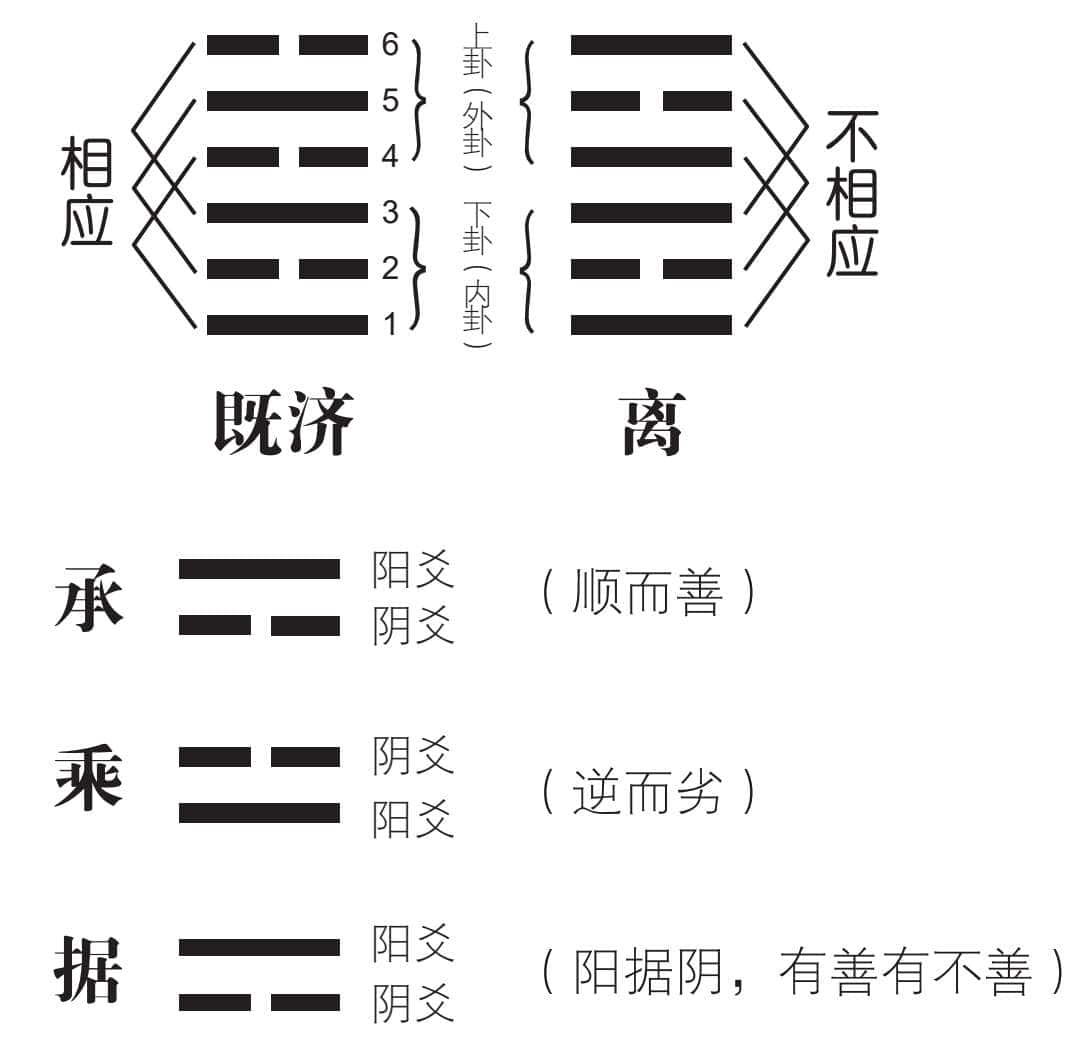 相应
6
5
4
3
2
1
上卦(外卦)
下卦(内卦)
不相应
既济
离
承
阳爻
阴爻
(顺而善)
乘
阴爻
阳爻
(逆而劣)
据
阳爻
阴爻
(阳据阴，有善有不善)